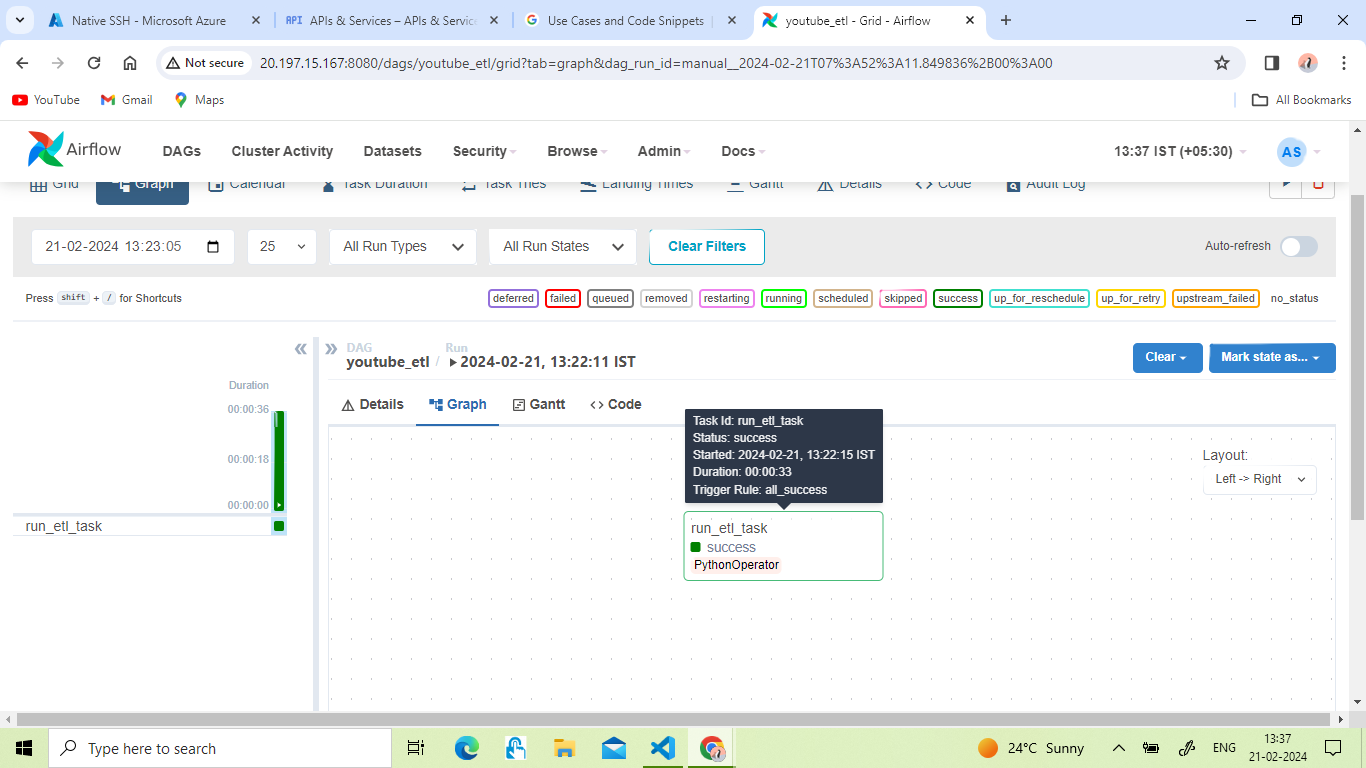 Native SSH - Microsoft Azure
API APIs & Services – APIs & Service
Use Cases and Code Snippets
youtube_etl - Grid - Airflow
Not secure
20.197.15.167:8080/dags/youtube_etl/grid?tab=graph&dag_run_id=manual__2024-02-21T07%3A52%3A11.849836%2B00%3A00
YouTube
Gmail
Maps
All Bookmarks
Airflow
DAGs
Cluster Activity
Datasets
Security
Browse
Admin
Docs
13:37 IST (+05:30)
AS
Grid
Graph
Calendar
Task Duration
Task Tries
Landing Times
Gantt
Details
Code
Audit Log
21-02-2024 13:23:05
25
All Run Types
All Run States
Clear Filters
Auto-refresh
Press shift + / for Shortcuts
deferred
failed
queued
removed
restarting
running
scheduled
skipped
success
up_for_reschedule
up_for_retry
upstream_failed
no_status
DAG
youtube_etl /
Run
2024-02-21, 13:22:11 IST
Clear
Mark state as...
Duration
00:00:36
00:00:18
00:00:00
run_etl_task
Details
Graph
Gantt
Code
Task Id: run_etl_task
Status: success
Started: 2024-02-21, 13:22:15 IST
Duration: 00:00:33
Trigger Rule: all_success
Layout:
Left -> Right
run_etl_task
success
PythonOperator
Type here to search
24°C Sunny
ENG
13:37
21-02-2024